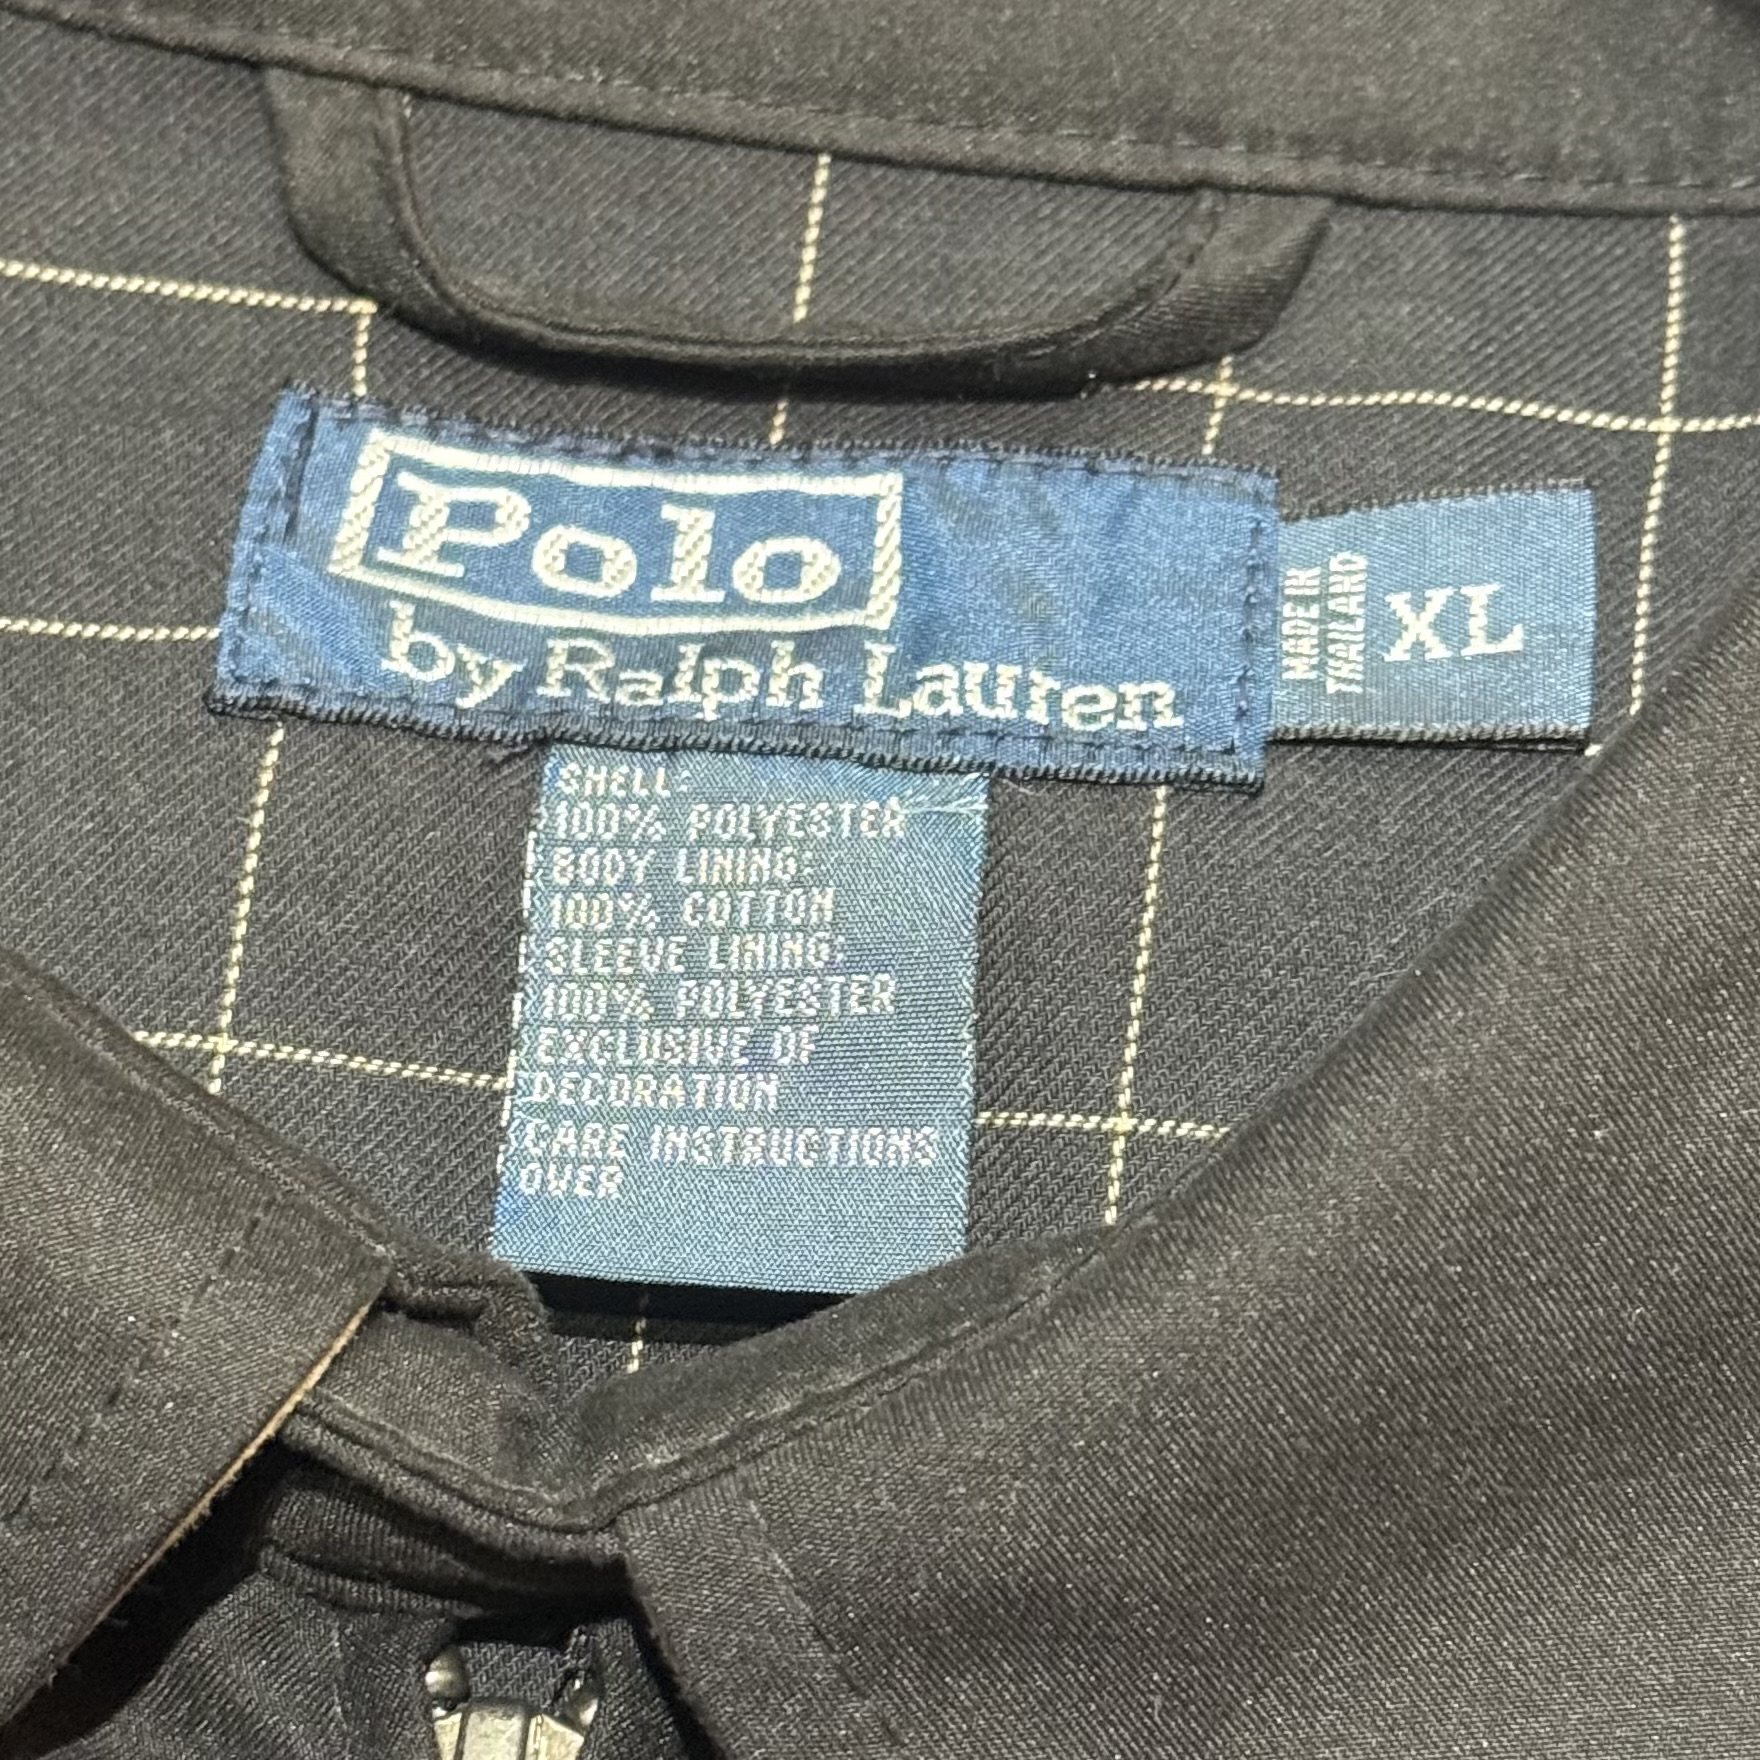 Polo
by Ralph Lauren
MADE IN
THAILAND
XL
SHELL:
100% POLYESTER
BODY LINING:
100% COTTON
SLEEVE LINING:
100% POLYESTER
EXCLUSIVE OF
DECORATION
CARE INSTRUCTIONS
OVER